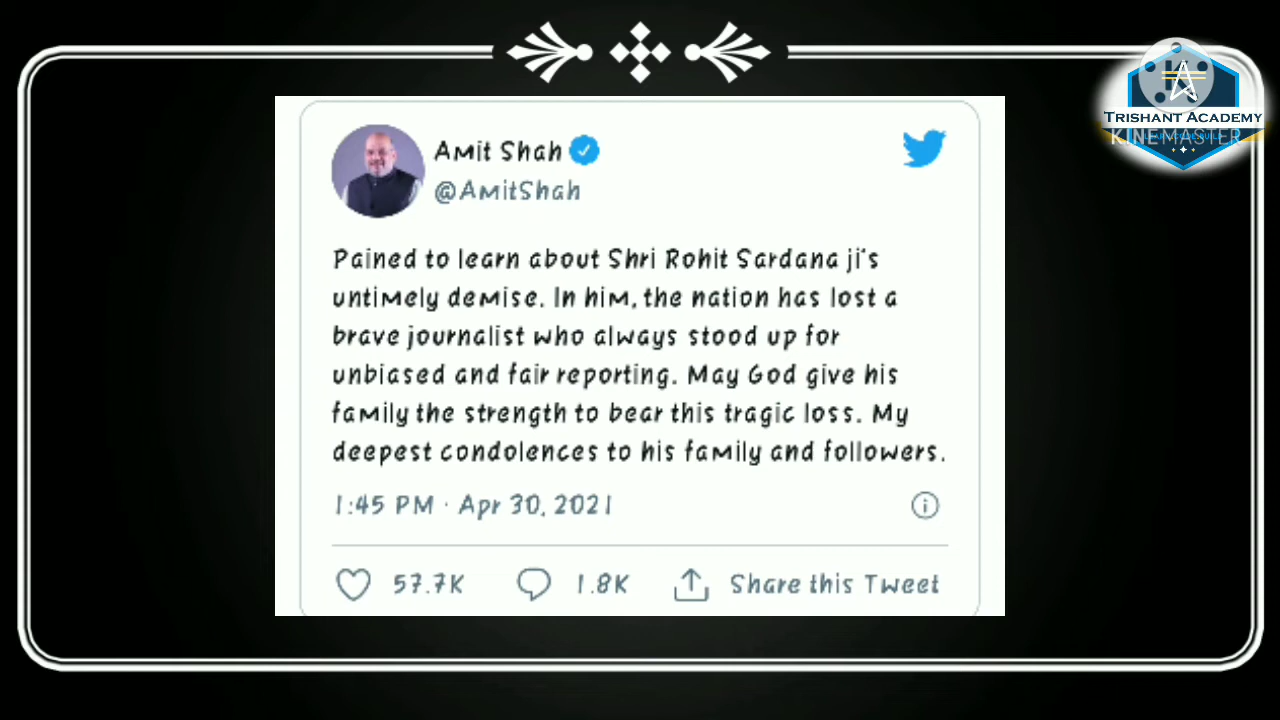 Amit Shah
@AmitShah
Pained to learn about Shri Rohit Sardana ji's
untimely demise. In him, the nation has lost a
brave journalist who always stood up for
unbiased and fair reporting. May God give his
family the strength to bear this tragic loss. My
deepest condolences to his family and followers.
1:45 PM · Apr 30, 2021
57.7K 1.8K Share this Tweet
TRISHANT ACADEMY
KINEMASTER